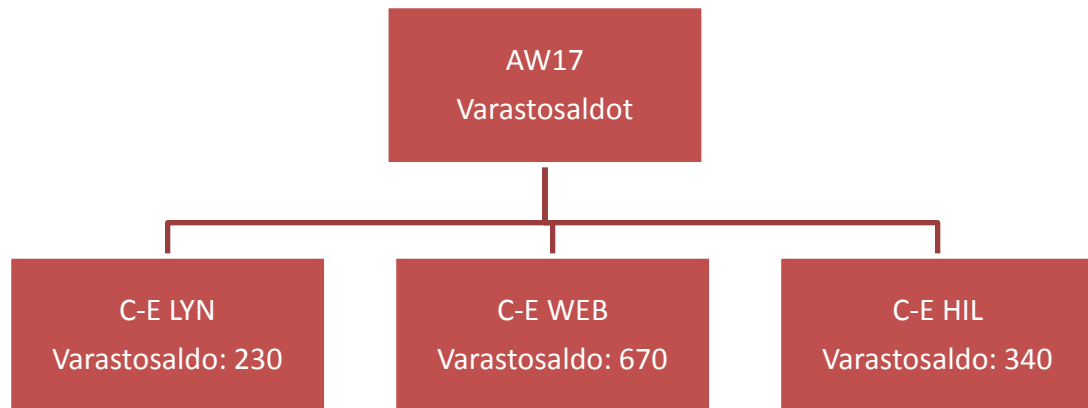 AW17
Varastosaldot
C-E LYN
Varastosaldo: 230
C-E WEB
Varastosaldo: 670
C-E HIL
Varastosaldo: 340